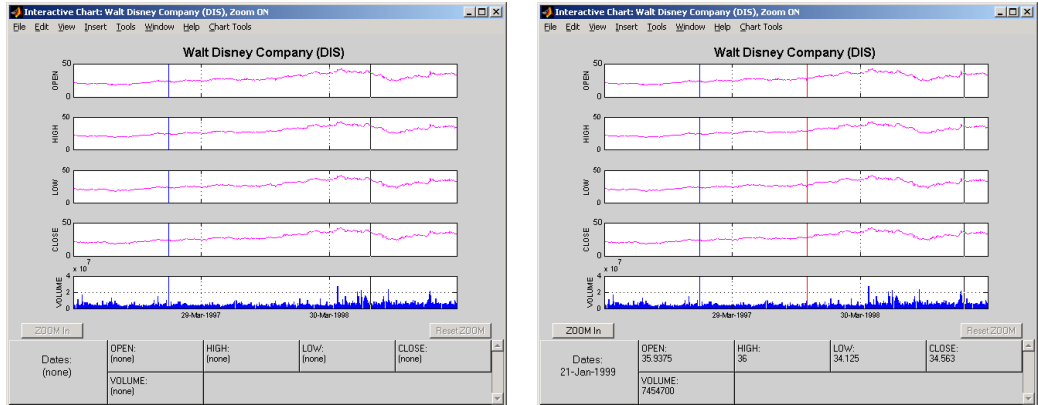 Interactive Chart: Walt Disney Company (DIS), Zoom ON
File Edit View Insert Tools Window Help Chart Tools
Walt Disney Company (DIS)
50
OPEN
0
50
HIGH
0
50
LOW
0
50
CLOSE
0
x 10 7
4
VOLUME
2
0
29-Mar-1997 30-Mar-1998
ZOOM In Reset ZOOM
Dates:
(none)
OPEN:
(none)
HIGH:
(none)
LOW:
(none)
CLOSE:
(none)
VOLUME:
(none)
Interactive Chart: Walt Disney Company (DIS), Zoom ON
File Edit View Insert Tools Window Help Chart Tools
Walt Disney Company (DIS)
50
OPEN
0
50
HIGH
0
50
LOW
0
50
CLOSE
0
x 10 7
4
VOLUME
2
0
29-Mar-1997 30-Mar-1998
ZOOM In Reset ZOOM
Dates:
21-Jan-1999
OPEN:
35.9375
HIGH:
36
LOW:
34.125
CLOSE:
34.563
VOLUME:
7454700